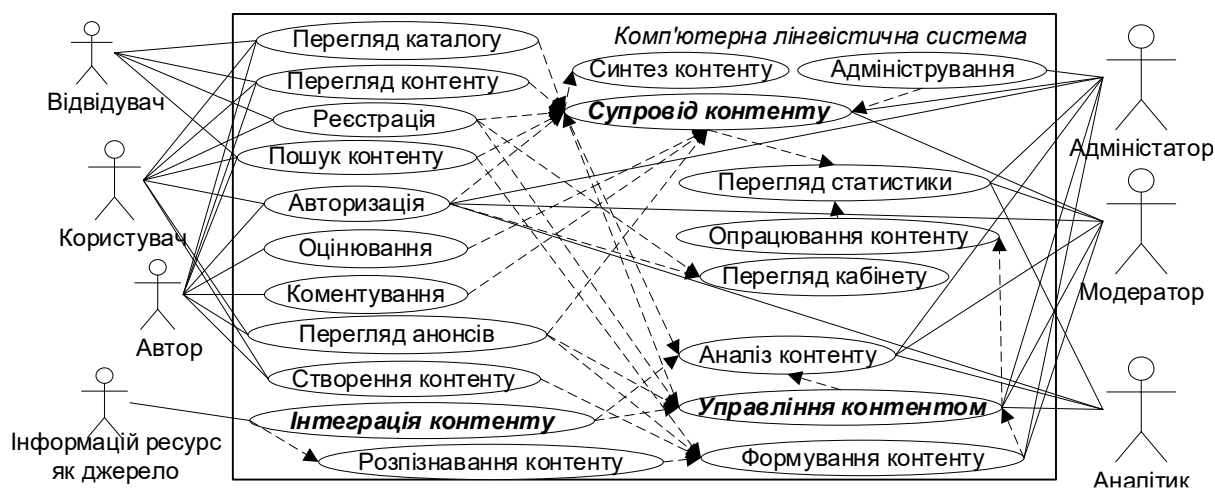 Комп'ютерна лінгвістична система
Відвідувач
Користувач
Автор
Інформацій ресурс
як джерело
Перегляд каталогу
Перегляд контенту
Реєстрація
Пошук контенту
Авторизація
Оцінювання
Коментування
Перегляд анонсів
Створення контенту
Інтеграція контенту
Розпізнавання контенту
Синтез контенту
Адміністрування
Супровід контенту
Перегляд статистики
Опрацювання контенту
Перегляд кабінету
Аналіз контенту
Управління контентом
Формування контенту
Адміністатор
Модератор
Аналітик